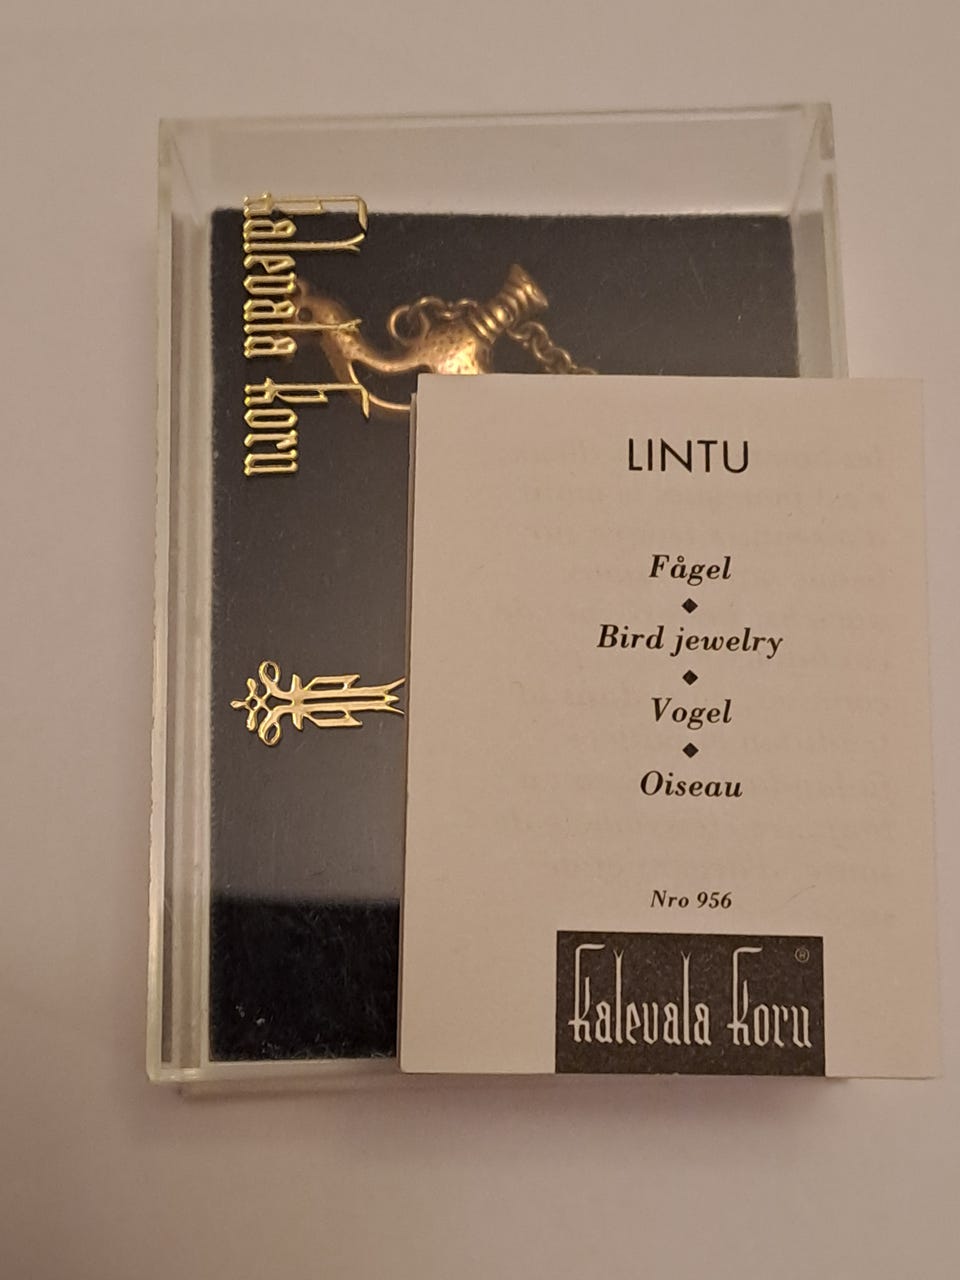 Kalevala Koru
LINTU
Fågel
Bird jewelry
Vogel
Oiseau
Nro 956
Kalevala Koru ®